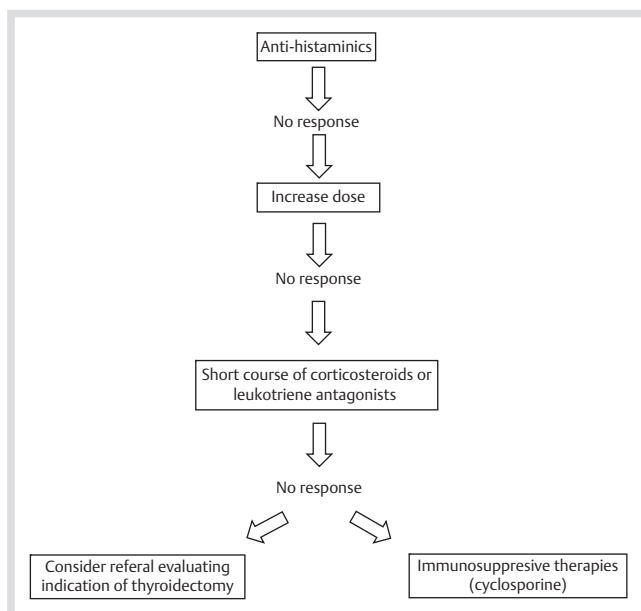 Anti-histaminics
No response
Increase dose
No response
Short course of corticosteroids or
leukotriene antagonists
No response
Consider referal evaluating
indication of thyroidectomy
Immunosuppresive therapies
(cyclosporine)